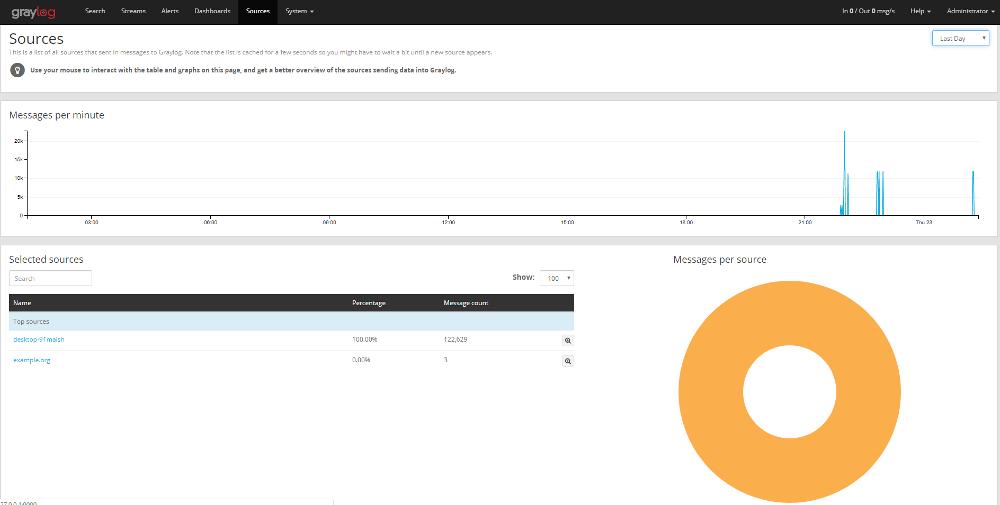 graylog Search Streams Alerts Dashboards Sources System In 0 / Out 0 msg/s Help Administrator
Sources
Last Day
This is a list of all sources that sent in messages to Graylog. Note that the list is cached for a few seconds so you might have to wait a bit until a new source appears.
Use your mouse to interact with the table and graphs on this page, and get a better overview of the sources sending data into Graylog.
Messages per minute
20k
15k
10k
5k
0
03:00 06:00 09:00 12:00 15:00 18:00 21:00 Thu 23
Selected sources
Search
Show: 100
Name Percentage Message count
Top sources
desktop-91maish 100.00% 122,629
example.org 0.00% 3
Messages per source
27.0.0.1:9000